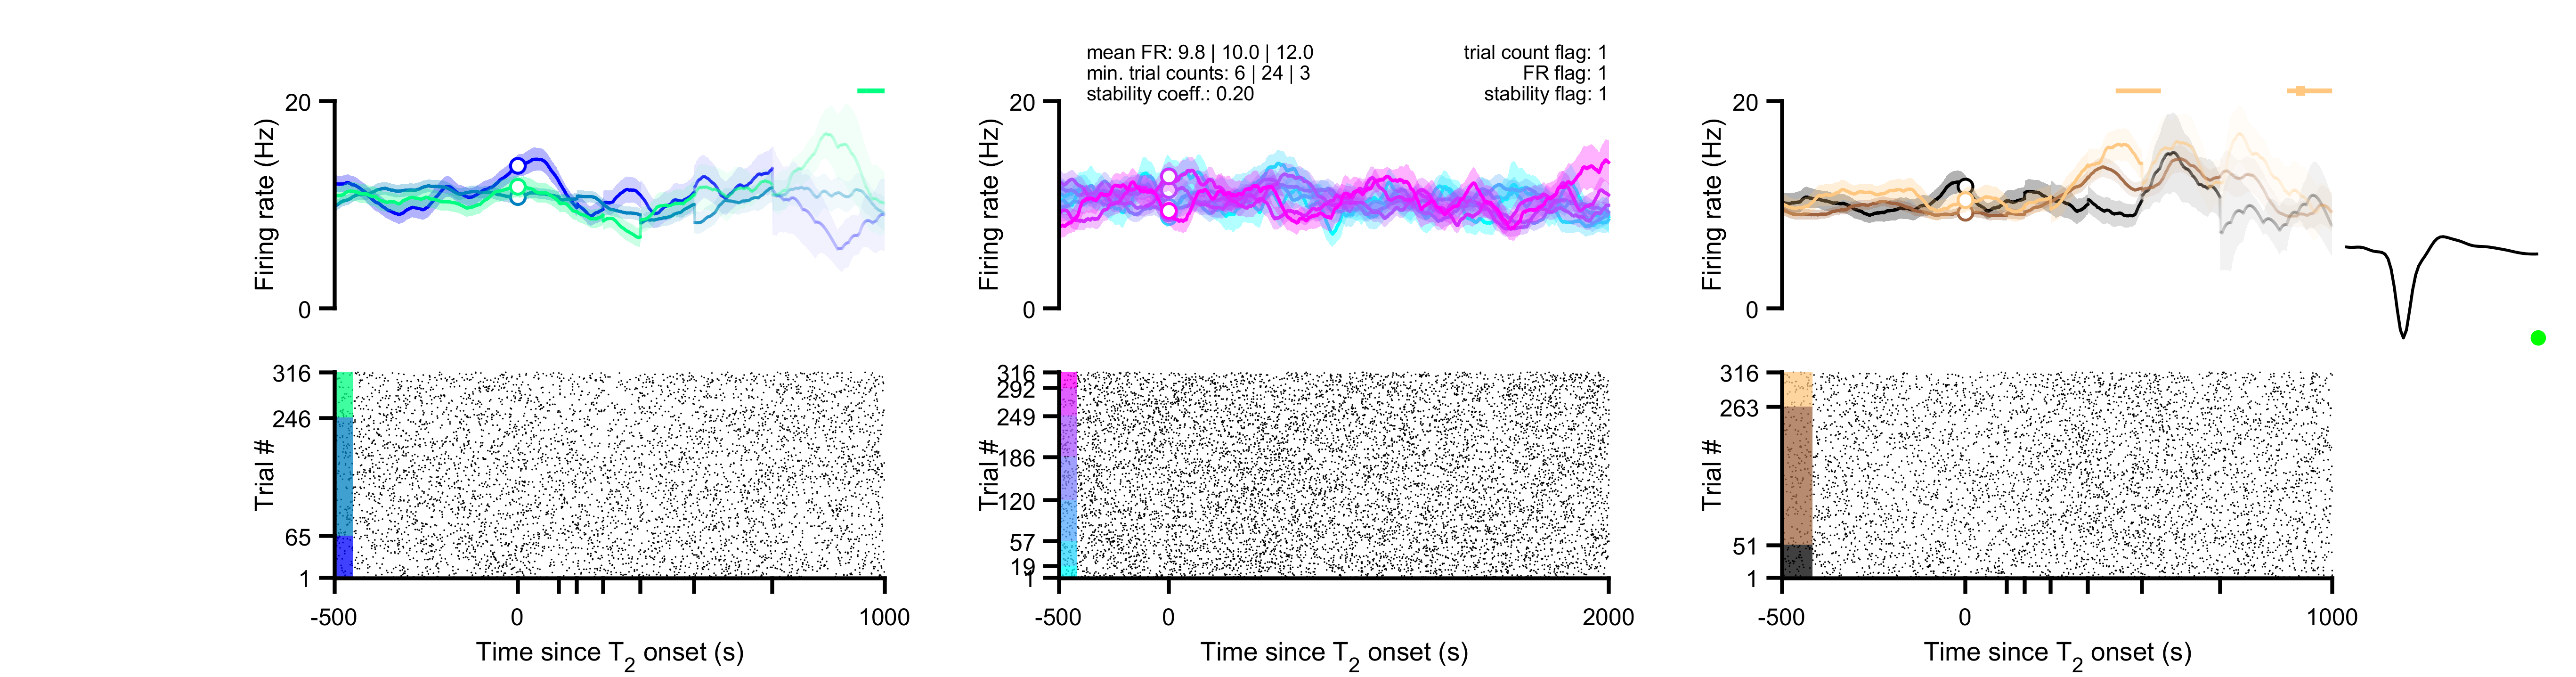 mean FR: 9.8 | 10.0 | 12.0
min. trial counts: 6 | 24 | 3
stability coeff.: 0.20
trial count flag: 1
FR flag: 1
stability flag: 1
20
Firing rate (Hz)
0
20
Firing rate (Hz)
0
20
Firing rate (Hz)
0
316
246
Trial #
65
1
-500
0
1000
Time since T2 onset (s)
316
292
249
186
Trial #
120
57
19
1
-500
0
2000
Time since T2 onset (s)
316
263
Trial #
51
1
-500
0
1000
Time since T2 onset (s)